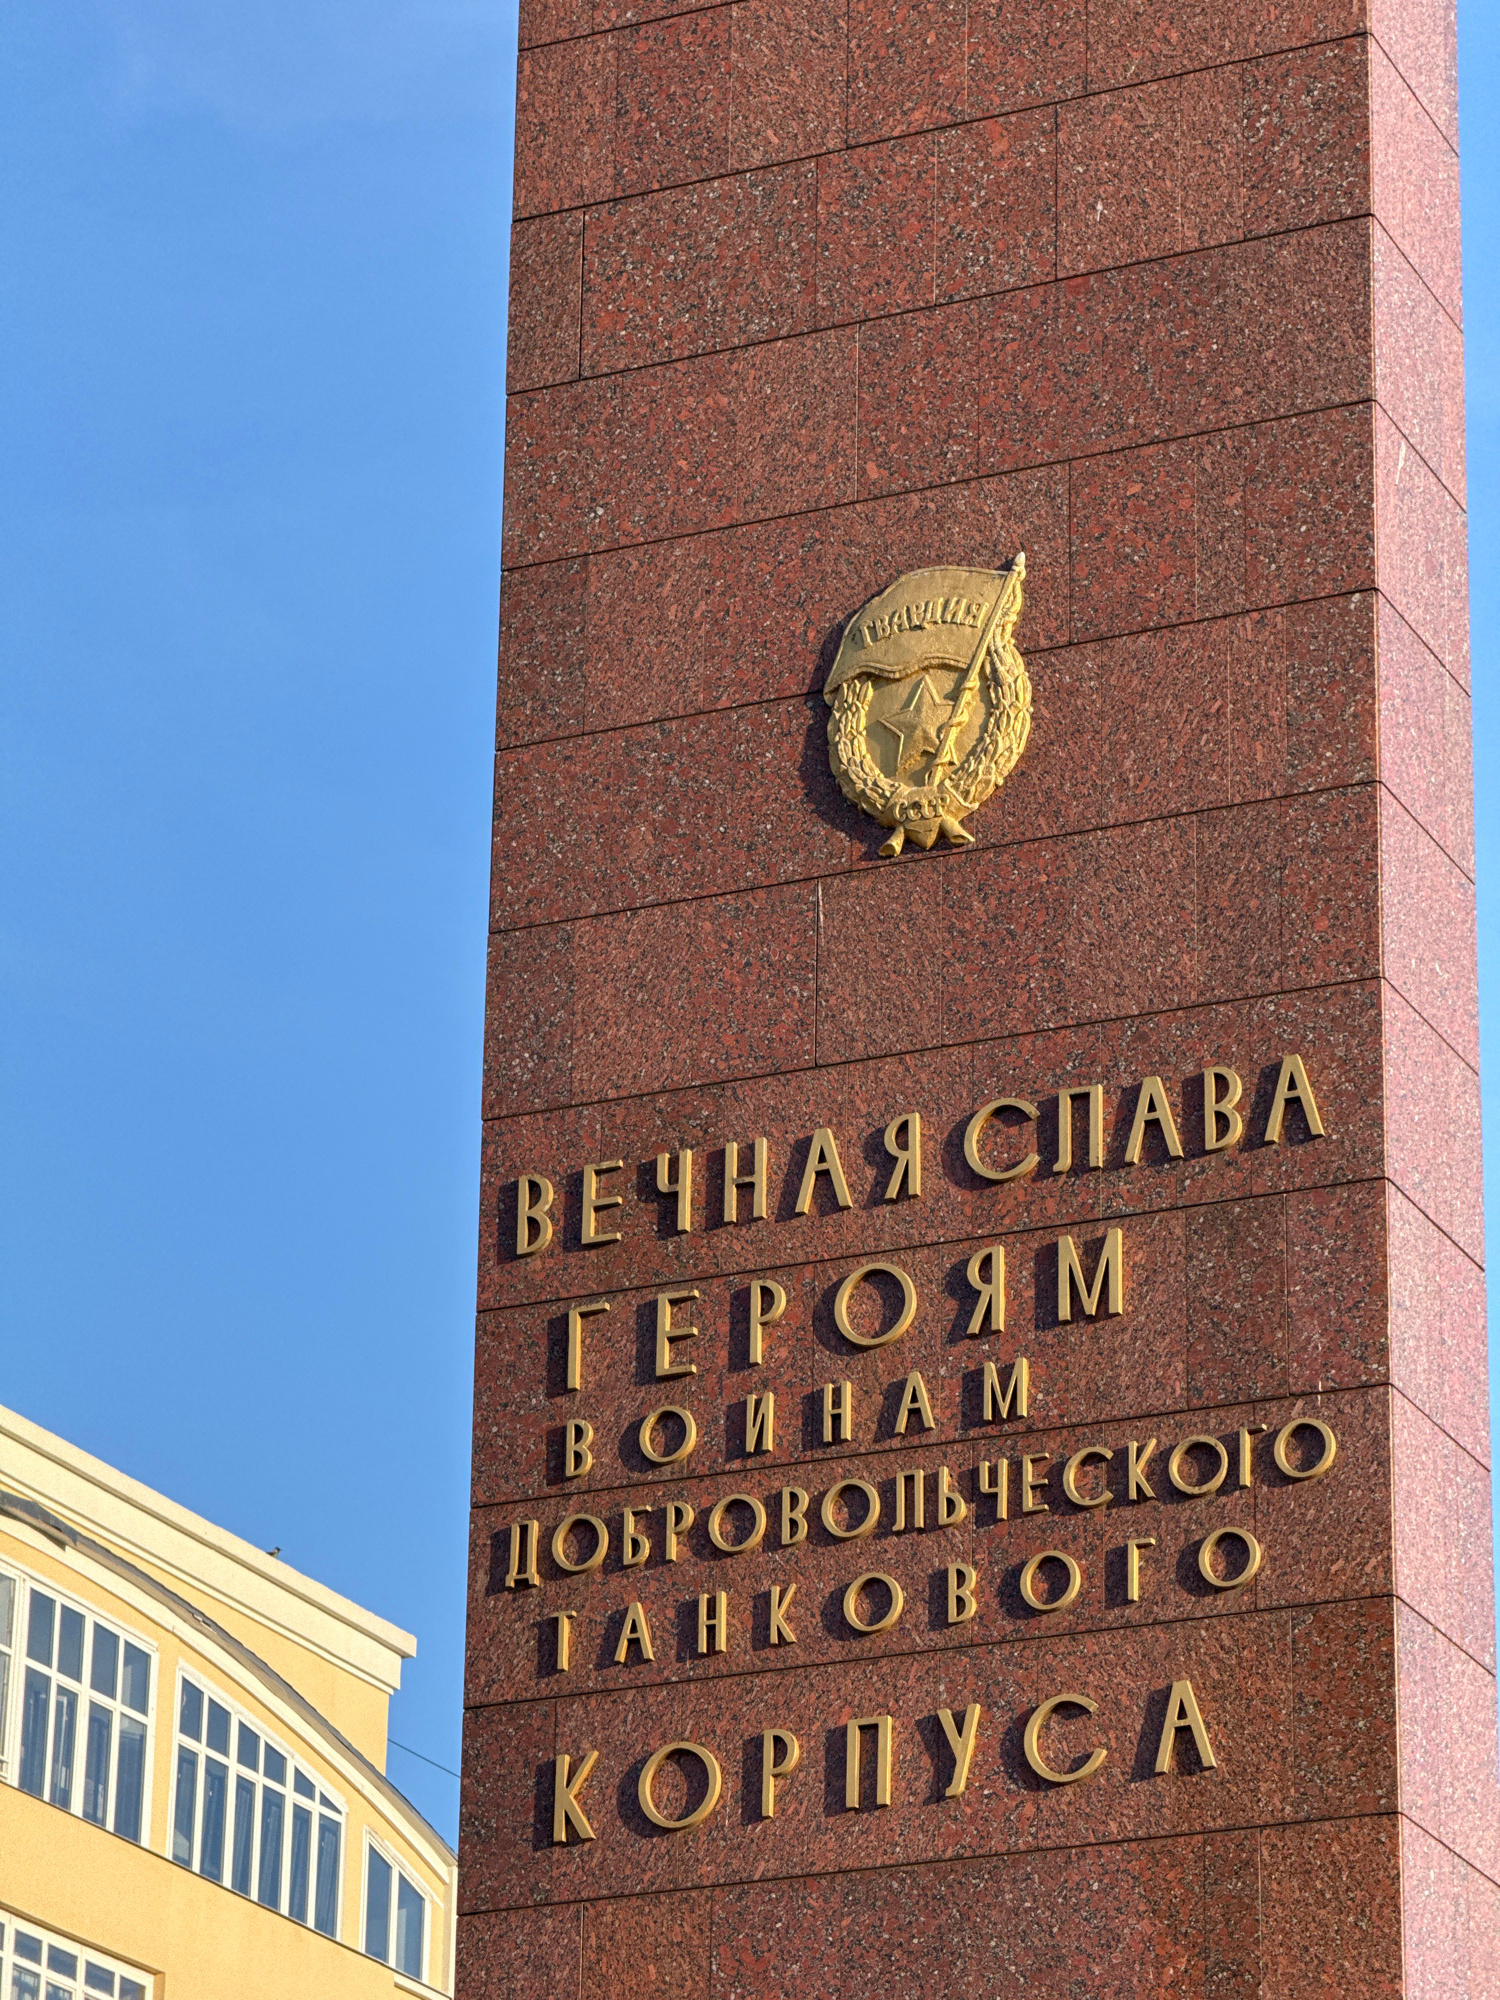 ГВАРДИЯ
СССР
ВЕЧНАЯ СЛАВА
ГЕРОЯМ
ВОИНАМ
ДОБРОВОЛЬЧЕСКОГО
ТАНКОВОГО
КОРПУСА